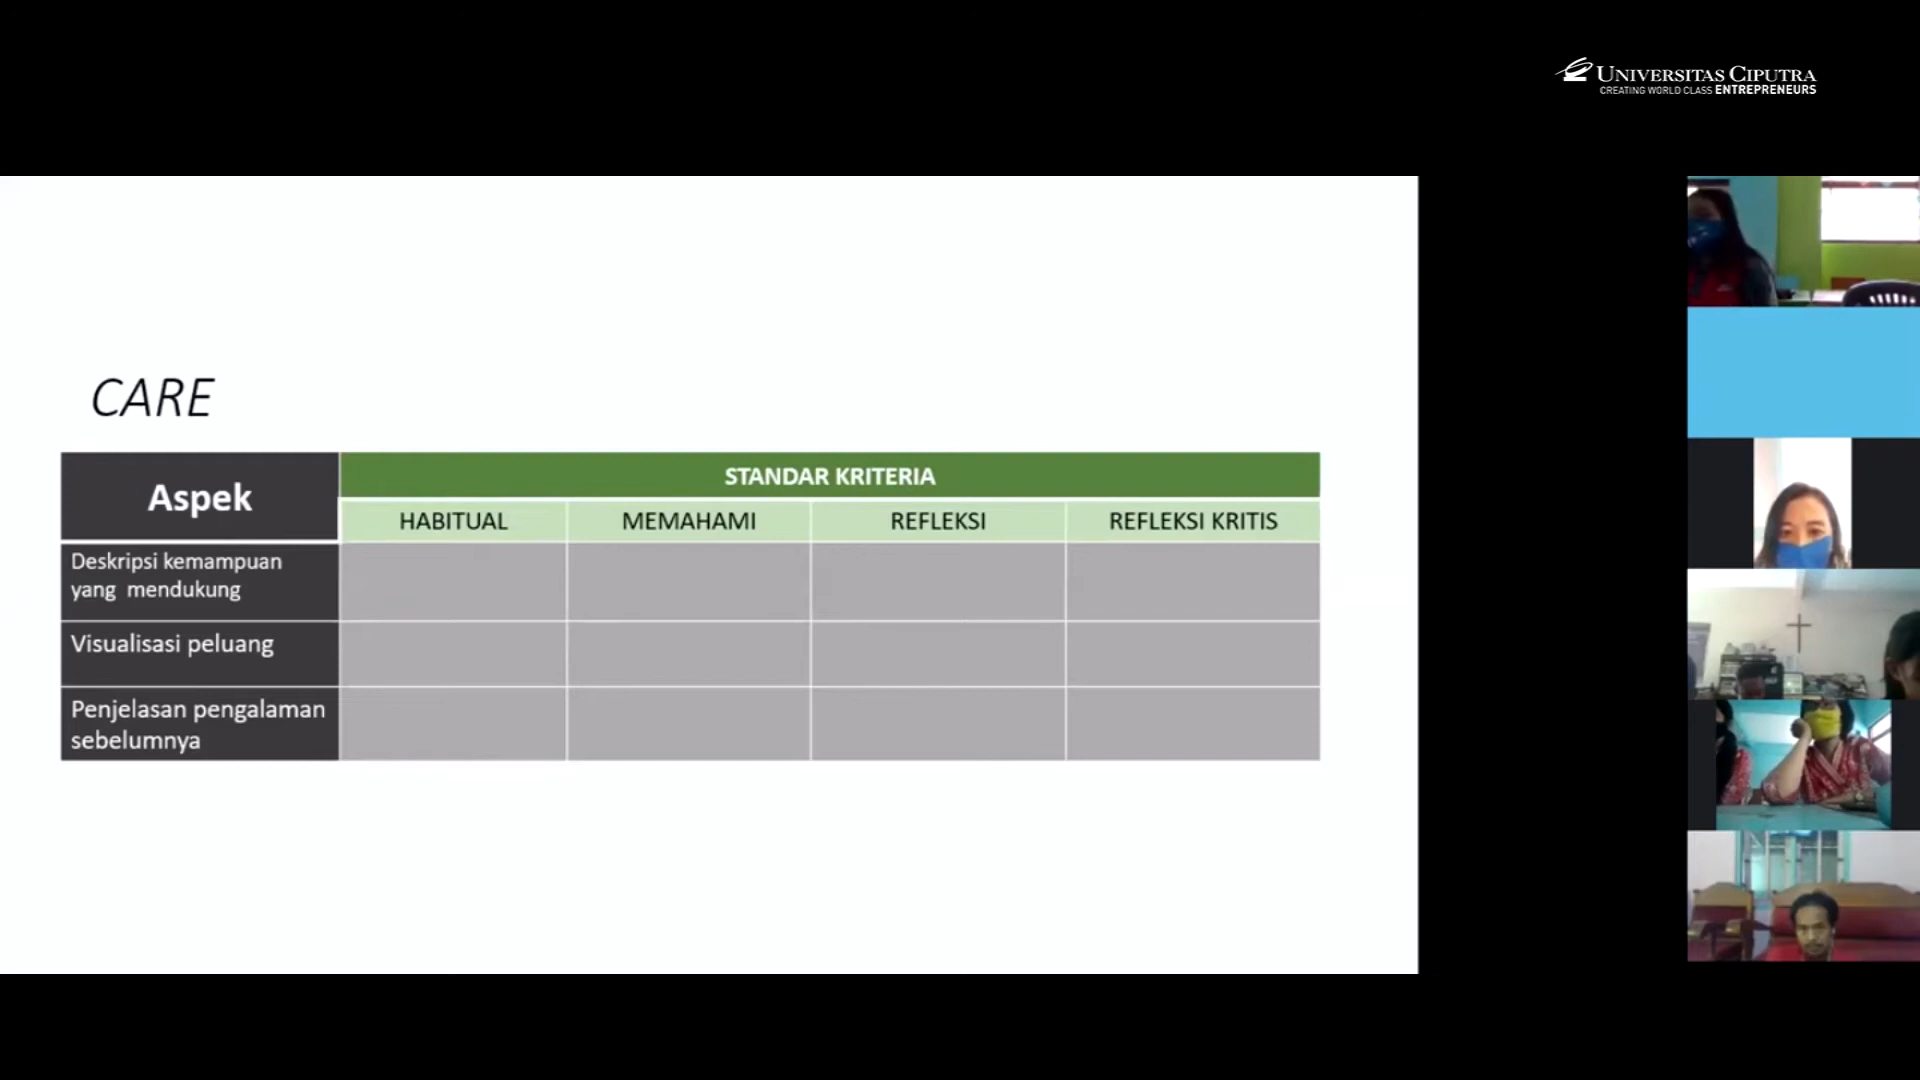 UNIVERSITAS CIPUTRA
CREATING WORLD CLASS ENTREPRENEURS
CARE
Aspek
STANDAR KRITERIA
HABITUAL
MEMAHAMI
REFLEKSI
REFLEKSI KRITIS
Deskripsi kemampuan
yang mendukung
Visualisasi peluang
Penjelasan pengalaman
sebelumnya